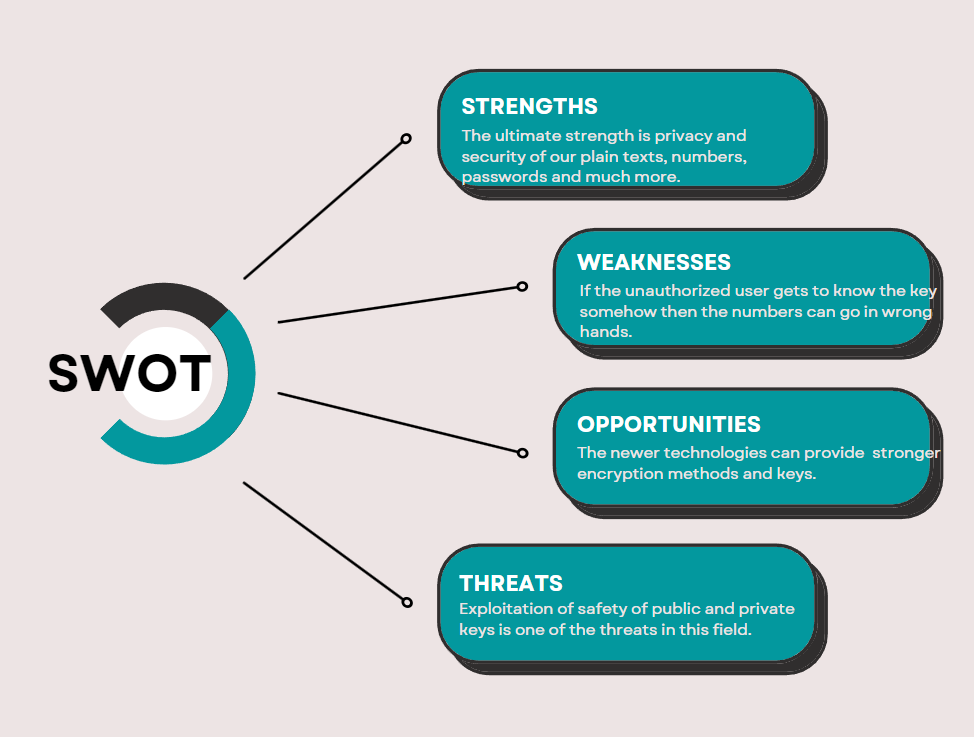 SWOT
STRENGTHS
The ultimate strength is privacy and
security of our plain texts, numbers,
passwords and much more.
WEAKNESSES
If the unauthorized user gets to know the key
somehow then the numbers can go in wrong
hands.
OPPORTUNITIES
The newer technologies can provide  stronger
encryption methods and keys.
THREATS
Exploitation of safety of public and private
keys is one of the threats in this field.